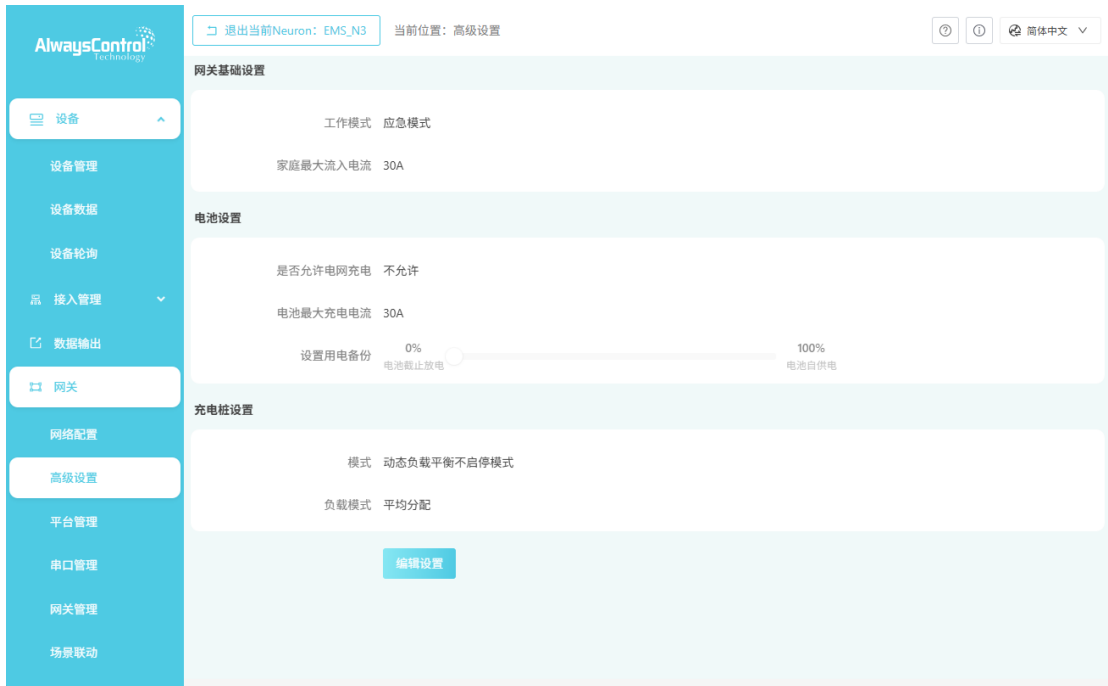 AlwaysControl
Technology
退出当前Neuron：EMS_N3
当前位置：高级设置
简体中文
设备
设备管理
设备数据
设备轮询
接入管理
数据输出
网关
网络配置
高级设置
平台管理
串口管理
网关管理
场景联动
网关基础设置
工作模式 应急模式
家庭最大流入电流 30A
电池设置
是否允许电网充电 不允许
电池最大充电电流 30A
设置用电备份
0%
电池截止放电
100%
电池自供电
充电桩设置
模式 动态负载平衡不启停模式
负载模式 平均分配
编辑设置